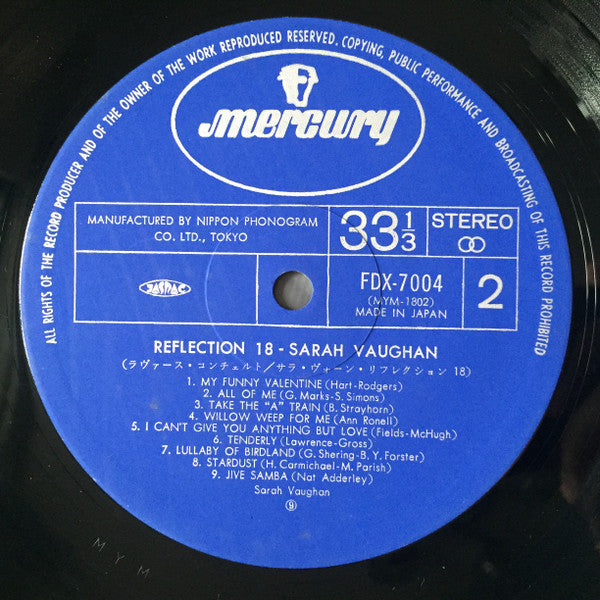 ALL RIGHTS OF THE RECORD PRODUCER AND OF THE OWNER OF THE WORK REPRODUCED RESERVED. COPYING, PUBLIC PERFORMANCE AND BROADCASTING OF THIS RECORD PROHIBITED
mercury
MANUFACTURED BY NIPPON PHONOGRAM
CO. LTD., TOKYO
33 1/3
STEREO
JASRAC
FDX-7004
(MYM-1802)
MADE IN JAPAN
2
REFLECTION 18 - SARAH VAUGHAN
(ラヴァース・コンチェルト/サラ・ヴォーン・リフレクション 18)
1. MY FUNNY VALENTINE (Hart-Rodgers)
2. ALL OF ME (G. Marks-S. Simons)
3. TAKE THE "A" TRAIN (B. Strayhorn)
4. WILLOW WEEP FOR ME (Ann Ronell)
5. I CAN'T GIVE YOU ANYTHING BUT LOVE (Fields-McHugh)
6. TENDERLY (Lawrence-Gross)
7. LULLABY OF BIRDLAND (G. Shering-B. Y. Forster)
8. STARDUST (H. Carmichael-M. Parish)
9. JIVE SAMBA (Nat Adderley)
Sarah Vaughan
⑨
M Y M